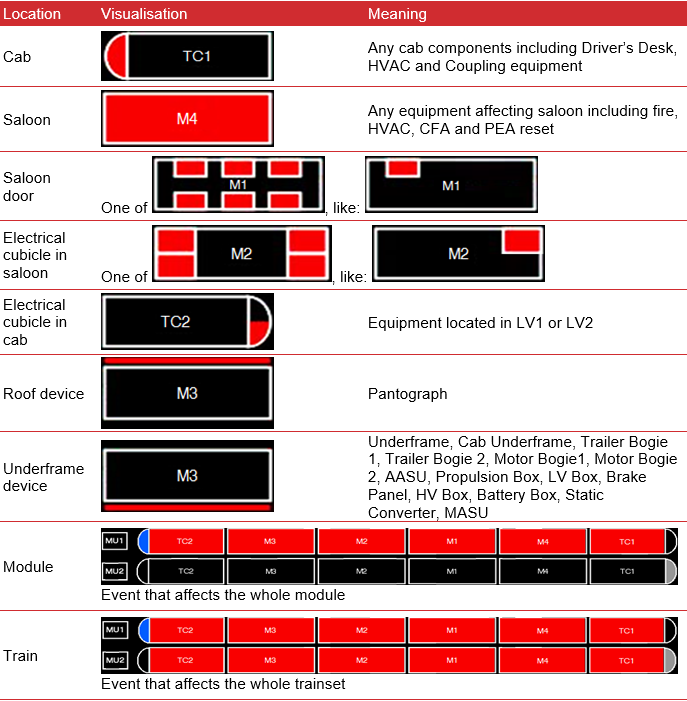 Location Visualisation Meaning
Cab
TC1
Any cab components including Driver's Desk,
HVAC and Coupling equipment
Saloon
M4
Any equipment affecting saloon including fire,
HVAC, CFA and PEA reset
Saloon
door
One of
M1
, like:
M1
Electrical
cubicle in
saloon
One of
M2
, like:
M2
Electrical
cubicle in
cab
TC2
Equipment located in LV1 or LV2
Roof device
M3
Pantograph
Underframe
device
M3
Underframe, Cab Underframe, Trailer Bogie
1, Trailer Bogie 2, Motor Bogie1, Motor Bogie
2, AASU, Propulsion Box, LV Box, Brake
Panel, HV Box, Battery Box, Static
Converter, MASU
Module
MU1 TC2 M3 M2 M1 M4 TC1
MU2 TC2 M3 M2 M1 M4 TC1
Event that affects the whole module
Train
MU1 TC2 M3 M2 M1 M4 TC1
MU2 TC2 M3 M2 M1 M4 TC1
Event that affects the whole trainset